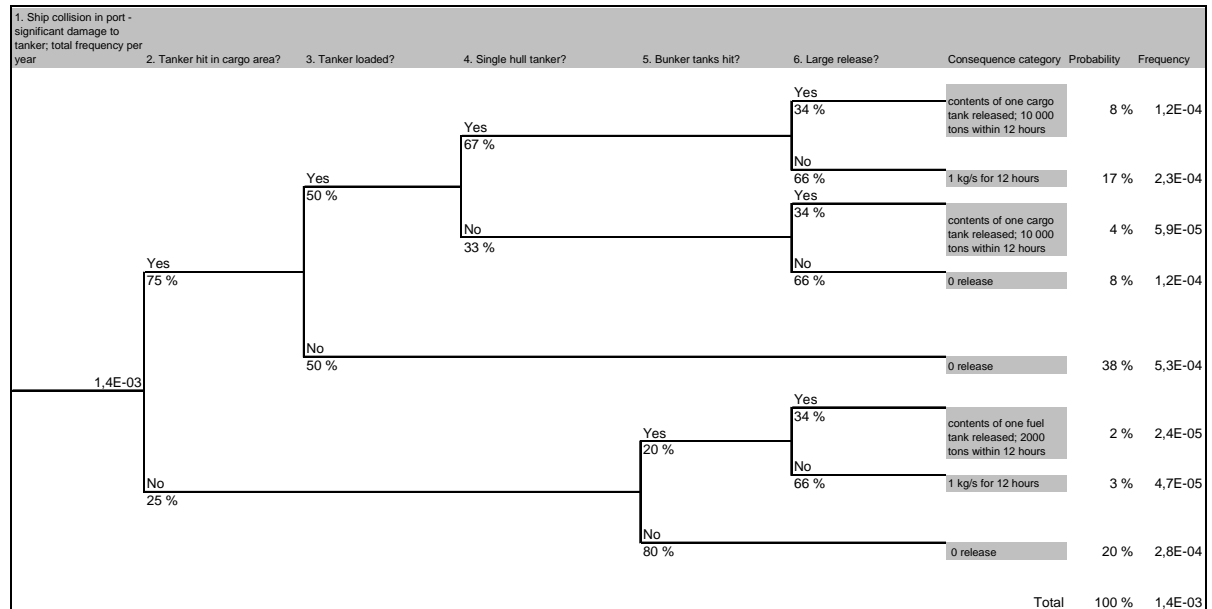 1. Ship collision in port -
significant damage to
tanker; total frequency per
year
2. Tanker hit in cargo area?
3. Tanker loaded?
4. Single hull tanker?
5. Bunker tanks hit?
6. Large release?
Consequence category
Probability
Frequency
Yes
34 %
contents of one cargo
tank released; 10 000
tons within 12 hours
8 %
1,2E-04
Yes
67 %
No
66 %
1 kg/s for 12 hours
17 %
2,3E-04
Yes
50 %
Yes
34 %
contents of one cargo
tank released; 10 000
tons within 12 hours
4 %
5,9E-05
No
33 %
No
66 %
0 release
8 %
1,2E-04
Yes
75 %
No
50 %
0 release
38 %
5,3E-04
1,4E-03
Yes
34 %
contents of one fuel
tank released; 2000
tons within 12 hours
2 %
2,4E-05
Yes
20 %
No
66 %
1 kg/s for 12 hours
3 %
4,7E-05
No
25 %
No
80 %
0 release
20 %
2,8E-04
Total
100 %
1,4E-03